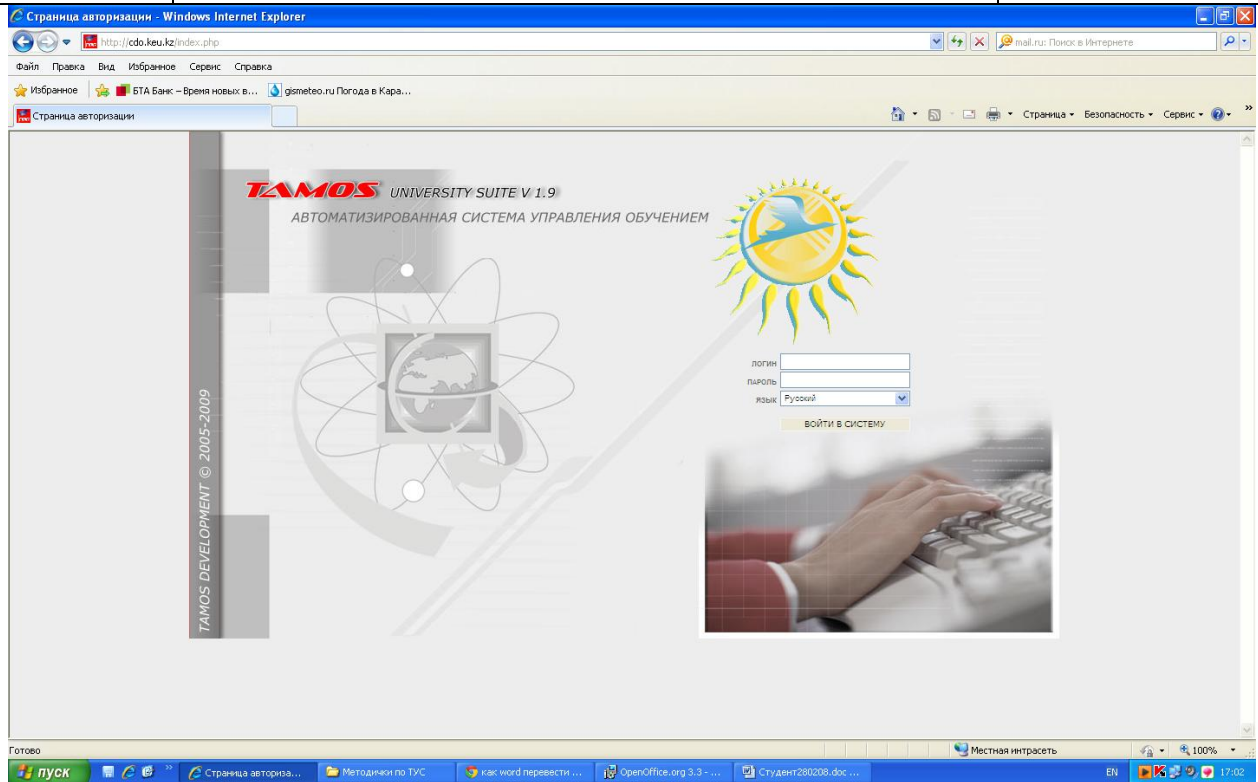 Страница авторизации - Windows Internet Explorer
http://cdo.keu.kz/index.php
mail.ru: Поиск в Интернете
Файл Правка Вид Избранное Сервис Справка
Избранное БТА Банк – Время новых в... gismeteo.ru Погода в Кара...
Страница авторизации
Страница Безопасность Сервис
TAMOS UNIVERSITY SUITE V 1.9
АВТОМАТИЗИРОВАННАЯ СИСТЕМА УПРАВЛЕНИЯ ОБУЧЕНИЕМ
ЛОГИН
ПАРОЛЬ
ЯЗЫК Русский
ВОЙТИ В СИСТЕМУ
TAMOS DEVELOPMENT © 2005-2009
Готово
Местная интрасеть
100%
пуск
Страница авториза...
Методички по ТУС
как word перевести ...
OpenOffice.org 3.3 - ...
Студент280208.doc ...
EN
17:02